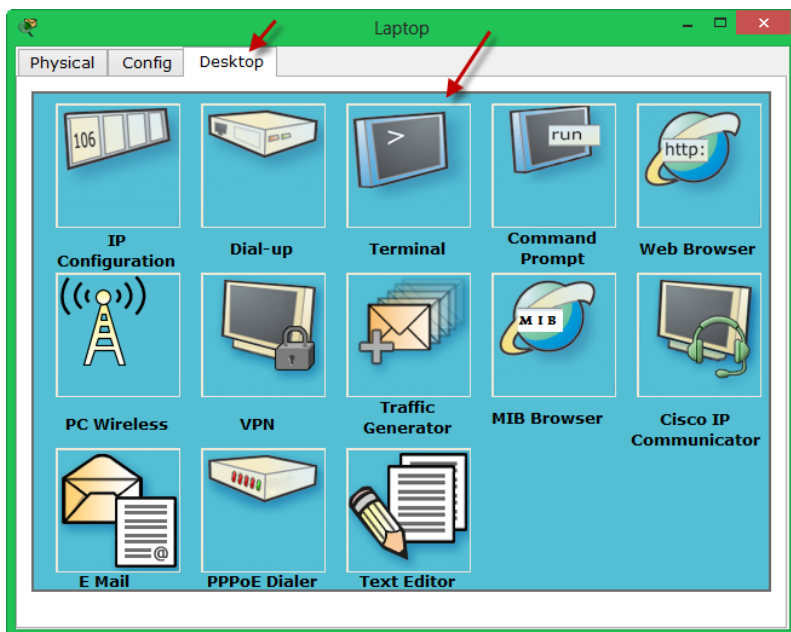 Laptop
Physical Config Desktop
106
>
run
http:
IP
Configuration
Dial-up
Terminal
Command
Prompt
Web Browser
MIB
PC Wireless
VPN
Traffic
Generator
MIB Browser
Cisco IP
Communicator
@
E Mail
PPPoE Dialer
Text Editor